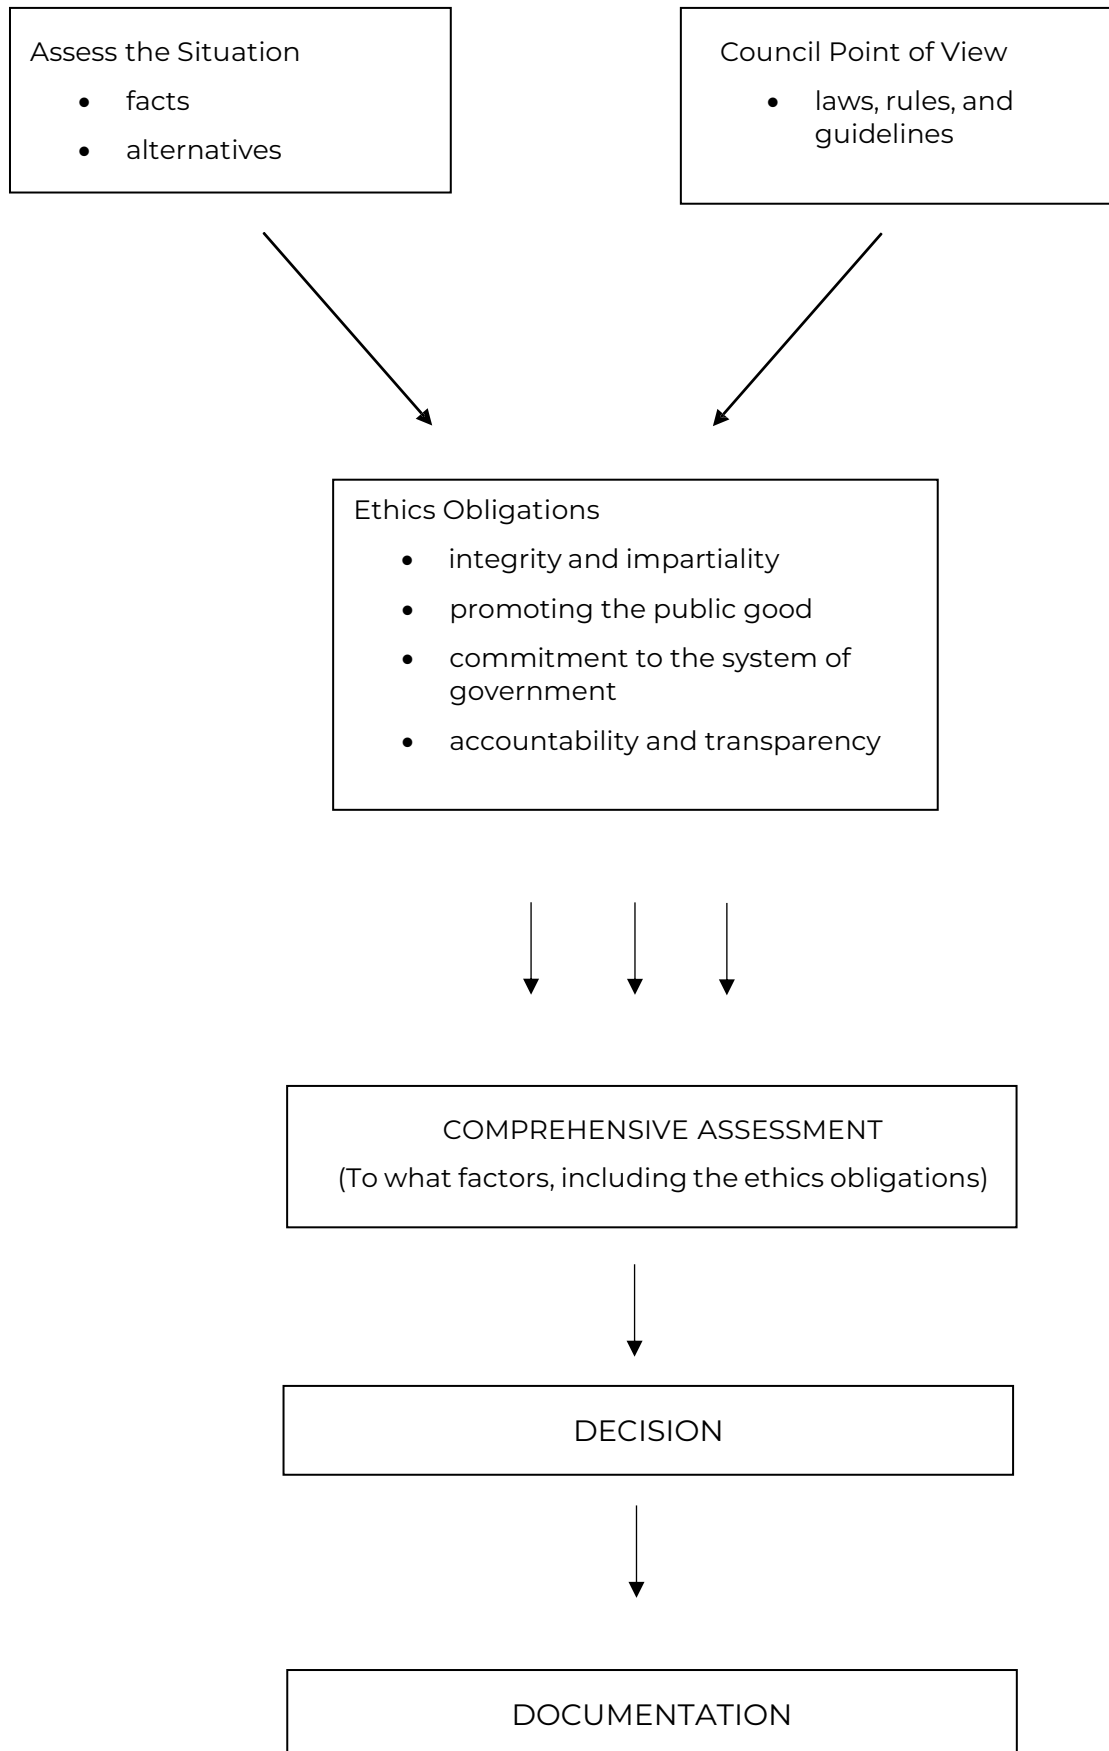 Assess the Situation
• facts
• alternatives
Council Point of View
• laws, rules, and
guidelines
Ethics Obligations
• integrity and impartiality
• promoting the public good
• commitment to the system of
government
• accountability and transparency
COMPREHENSIVE ASSESSMENT
(To what factors, including the ethics obligations)
DECISION
DOCUMENTATION